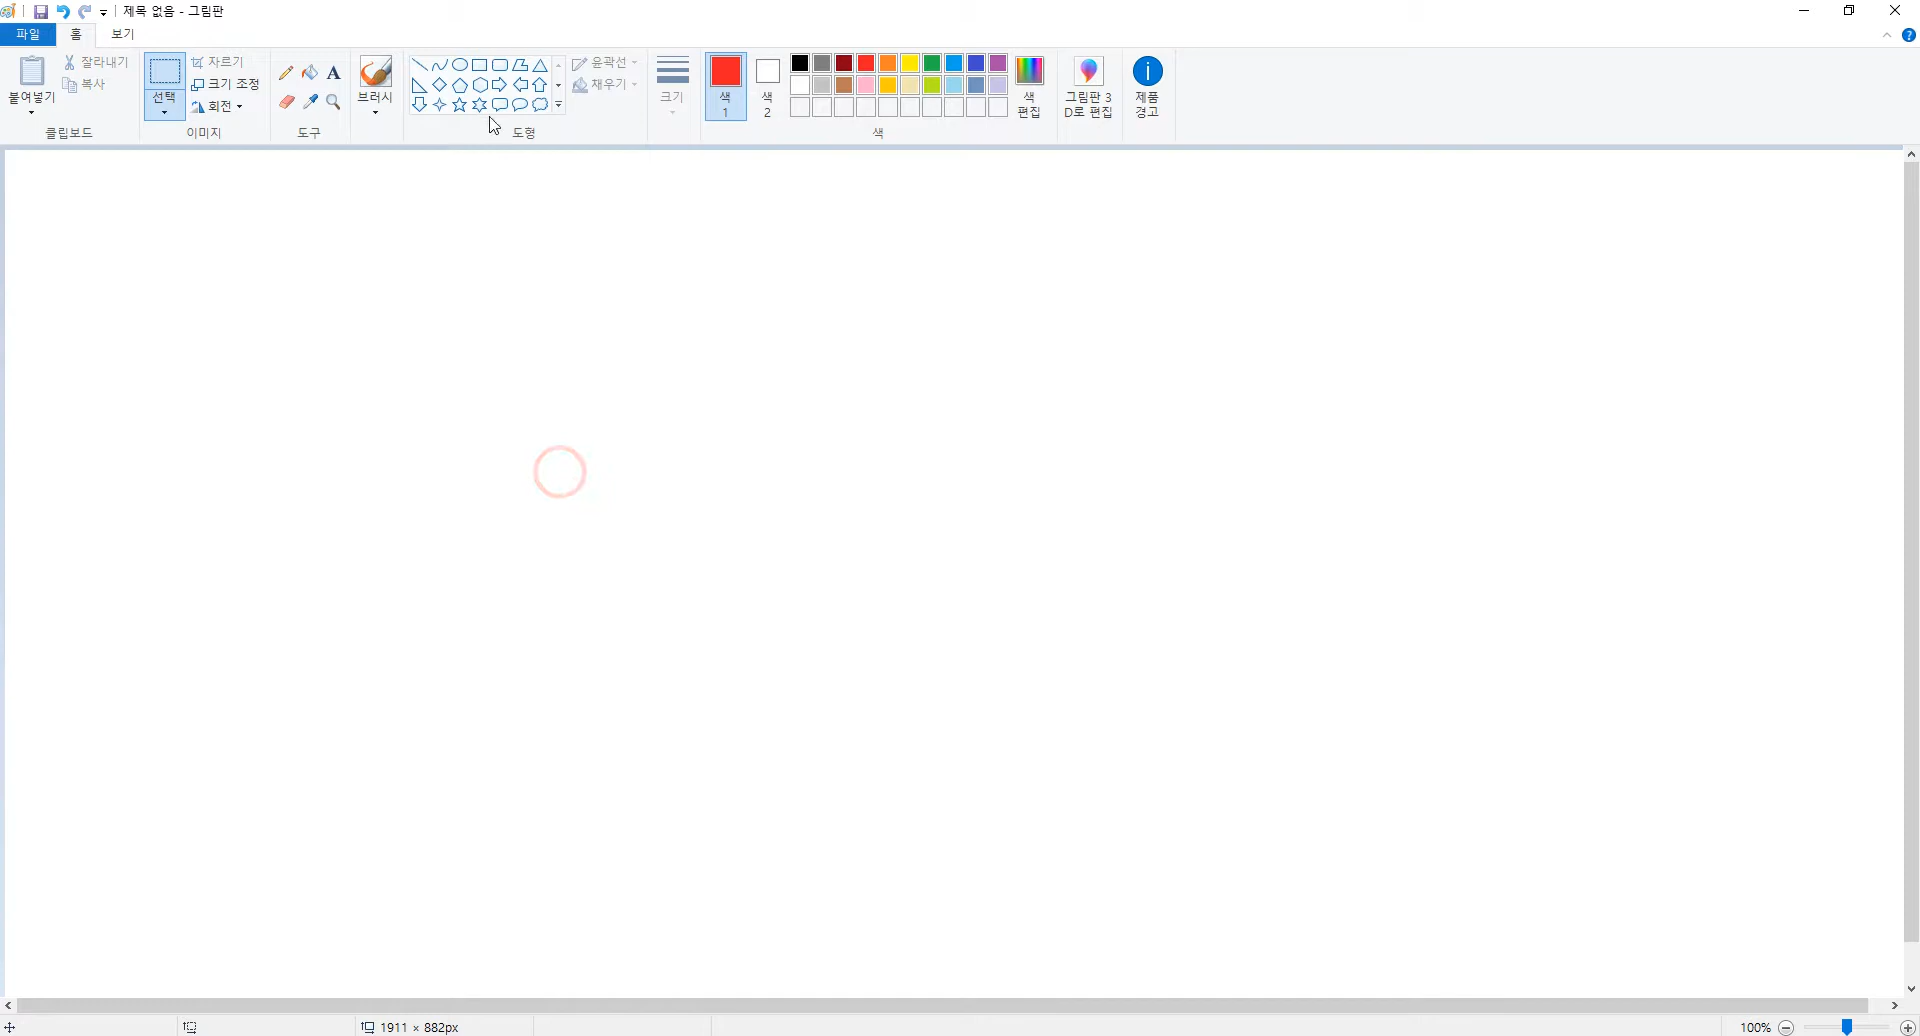 제목 없음 - 그림판
파일 홈 보기
붙여넣기
잘라내기
복사
클립보드
선택
자르기
크기 조정
회전
이미지
A
도구
브러시
윤곽선
채우기
도형
크기
색
1
색
2
색
편집
색
그림판 3
D로 편집
제품
경고
1911 × 882px
100%